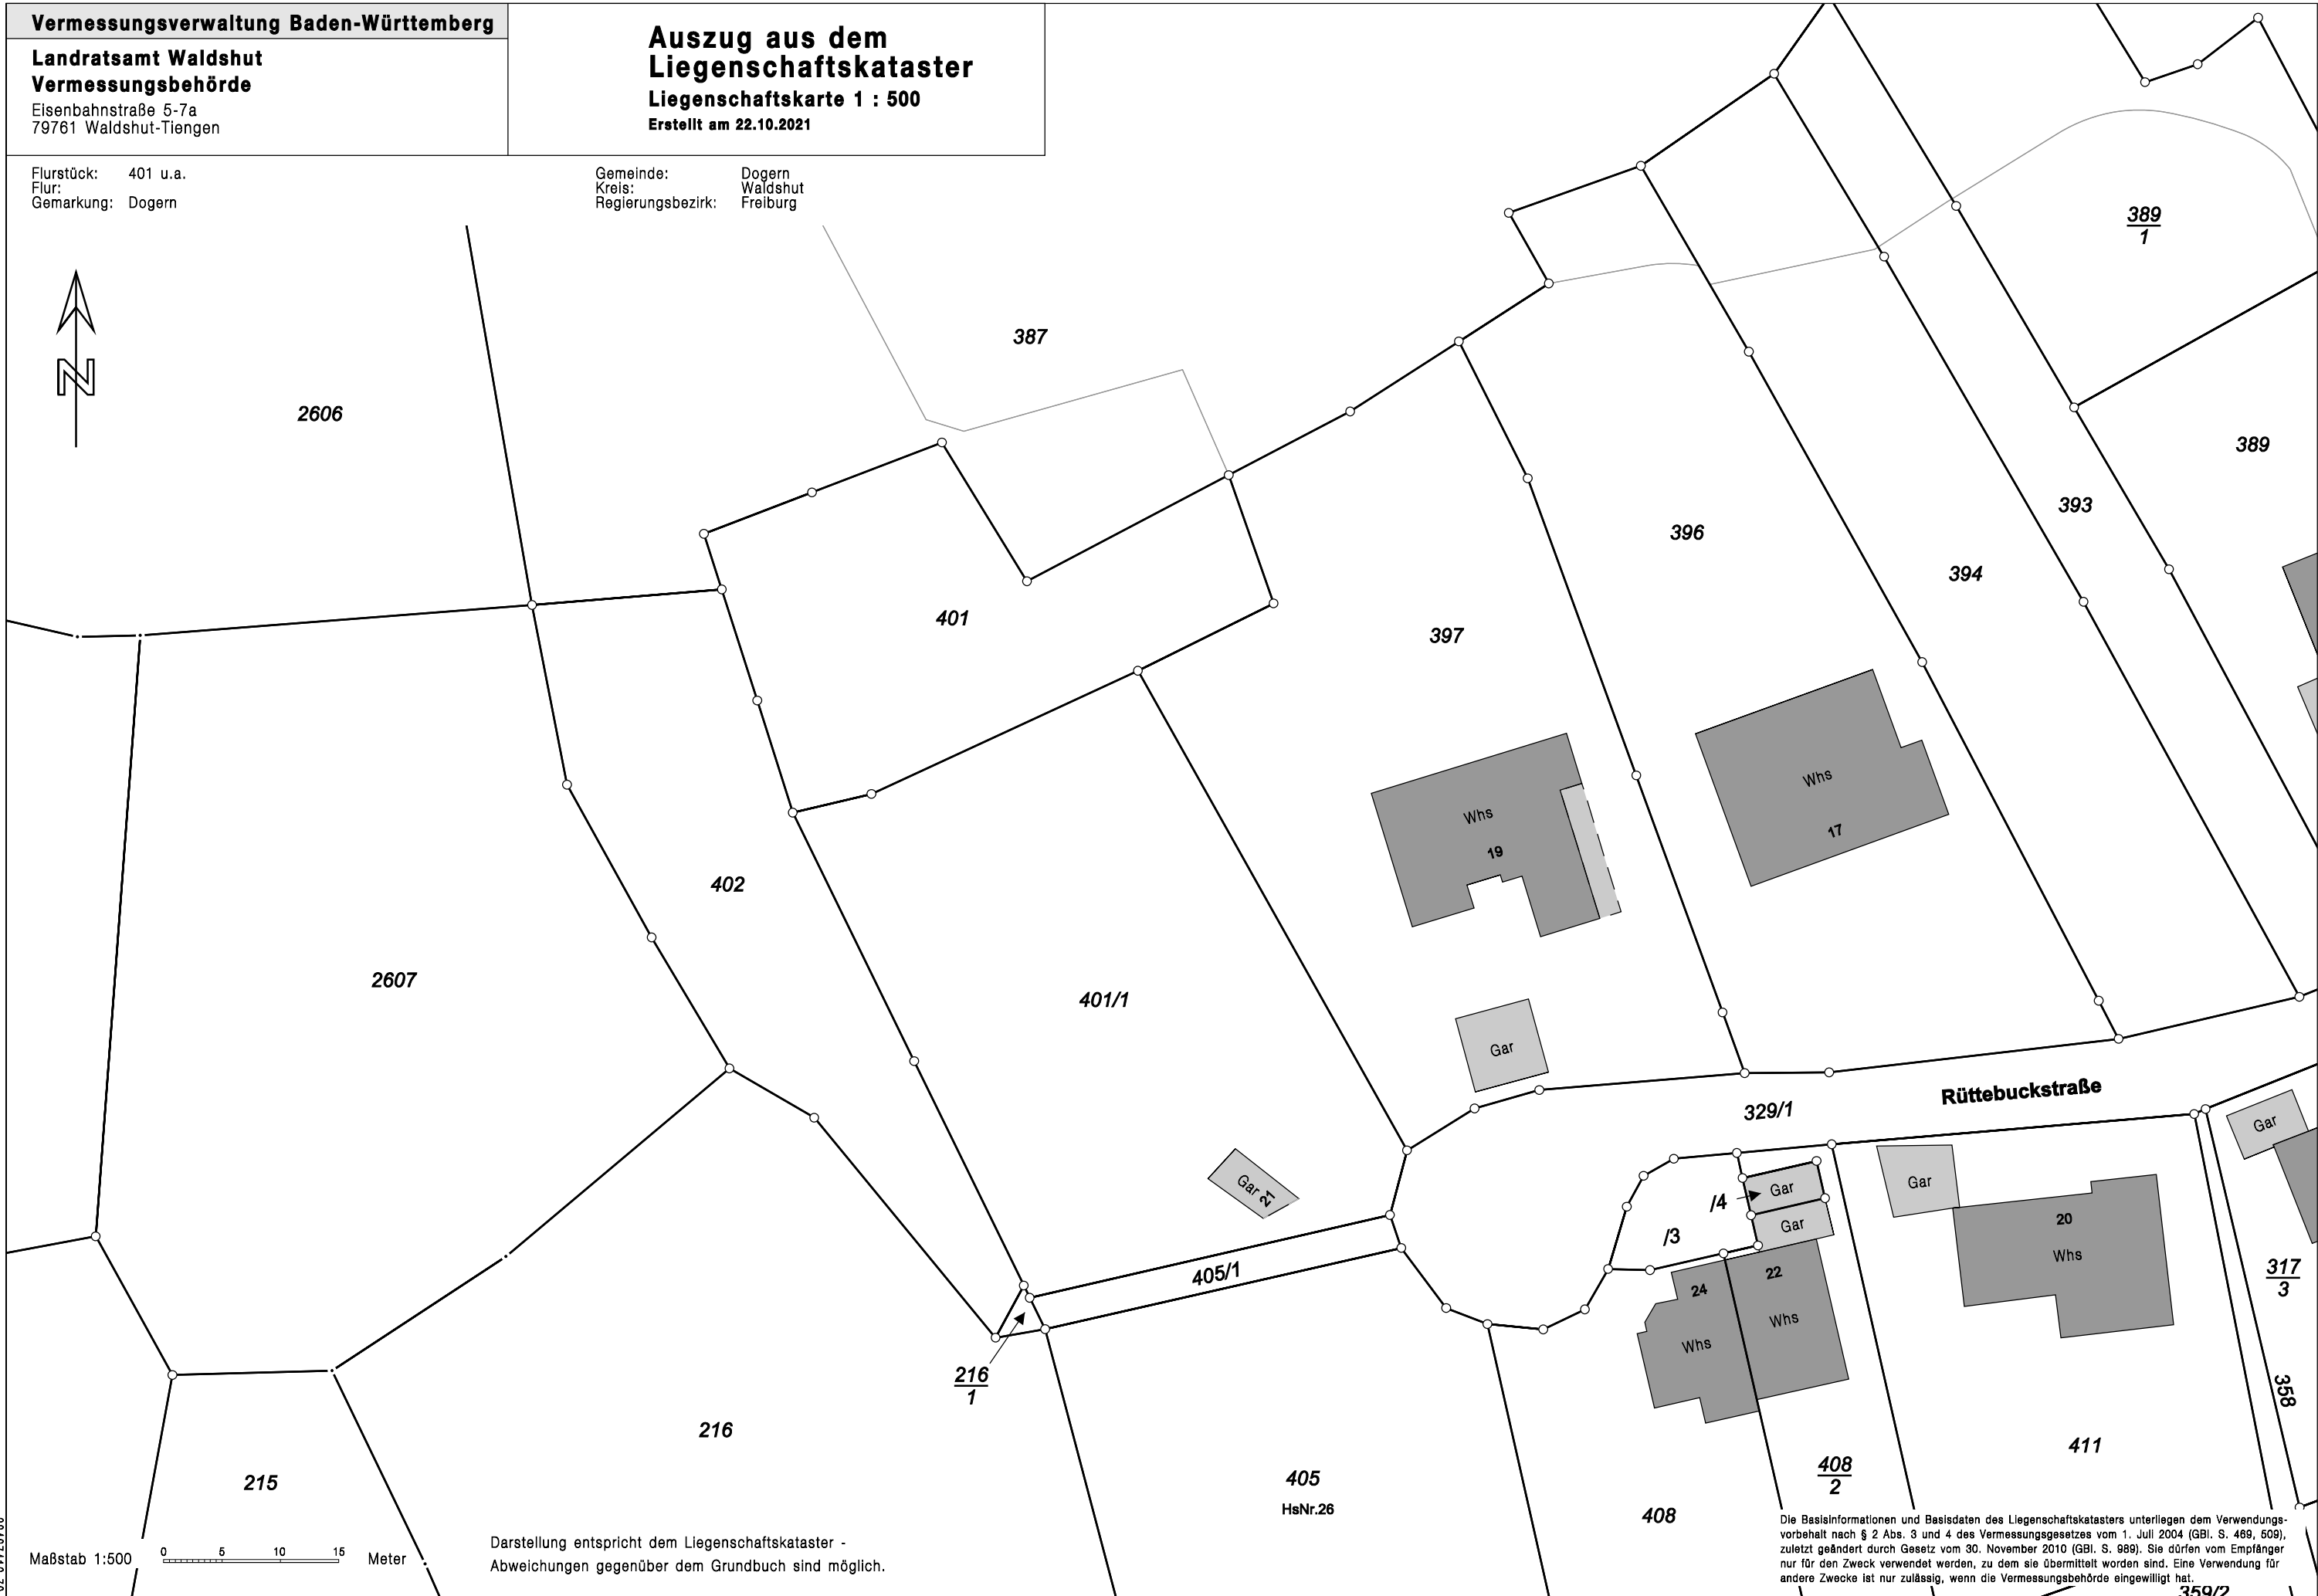 Vermessungsverwaltung Baden-Württemberg
Landratsamt Waldshut
Vermessungsbehörde
Eisenbahnstraße 5-7a
79761 Waldshut-Tiengen
Auszug aus dem
Liegenschaftskataster
Liegenschaftskarte 1 : 500
Erstellt am 22.10.2021
Flurstück: 401 u.a.
Flur:
Gemarkung: Dogern
Gemeinde: Dogern
Kreis: Waldshut
Regierungsbezirk: Freiburg
N
389
1
387
2606
389
393
396
394
401
397
Whs
17
Whs
19
402
2607
401/1
Gar
Rüttebuckstraße
329/1
Gar
Gar 21
Gar
/4
Gar
Gar
/3
20
Whs
405/1
22
24
Whs
Whs
317
3
216
1
358
216
411
405
HsNr.26
408
2
215
408
Die Basisinformationen und Basisdaten des Liegenschaftskatasters unterliegen dem Verwendungs-
vorbehalt nach § 2 Abs. 3 und 4 des Vermessungsgesetzes vom 1. Juli 2004 (GBl. S. 469, 509),
zuletzt geändert durch Gesetz vom 30. November 2010 (GBl. S. 989). Sie dürfen vom Empfänger
nur für den Zweck verwendet werden, zu dem sie übermittelt worden sind. Eine Verwendung für
andere Zwecke ist nur zulässig, wenn die Vermessungsbehörde eingewilligt hat.
359/2
Darstellung entspricht dem Liegenschaftskataster -
Abweichungen gegenüber dem Grundbuch sind möglich.
Maßstab 1:500 0 5 10 15 Meter